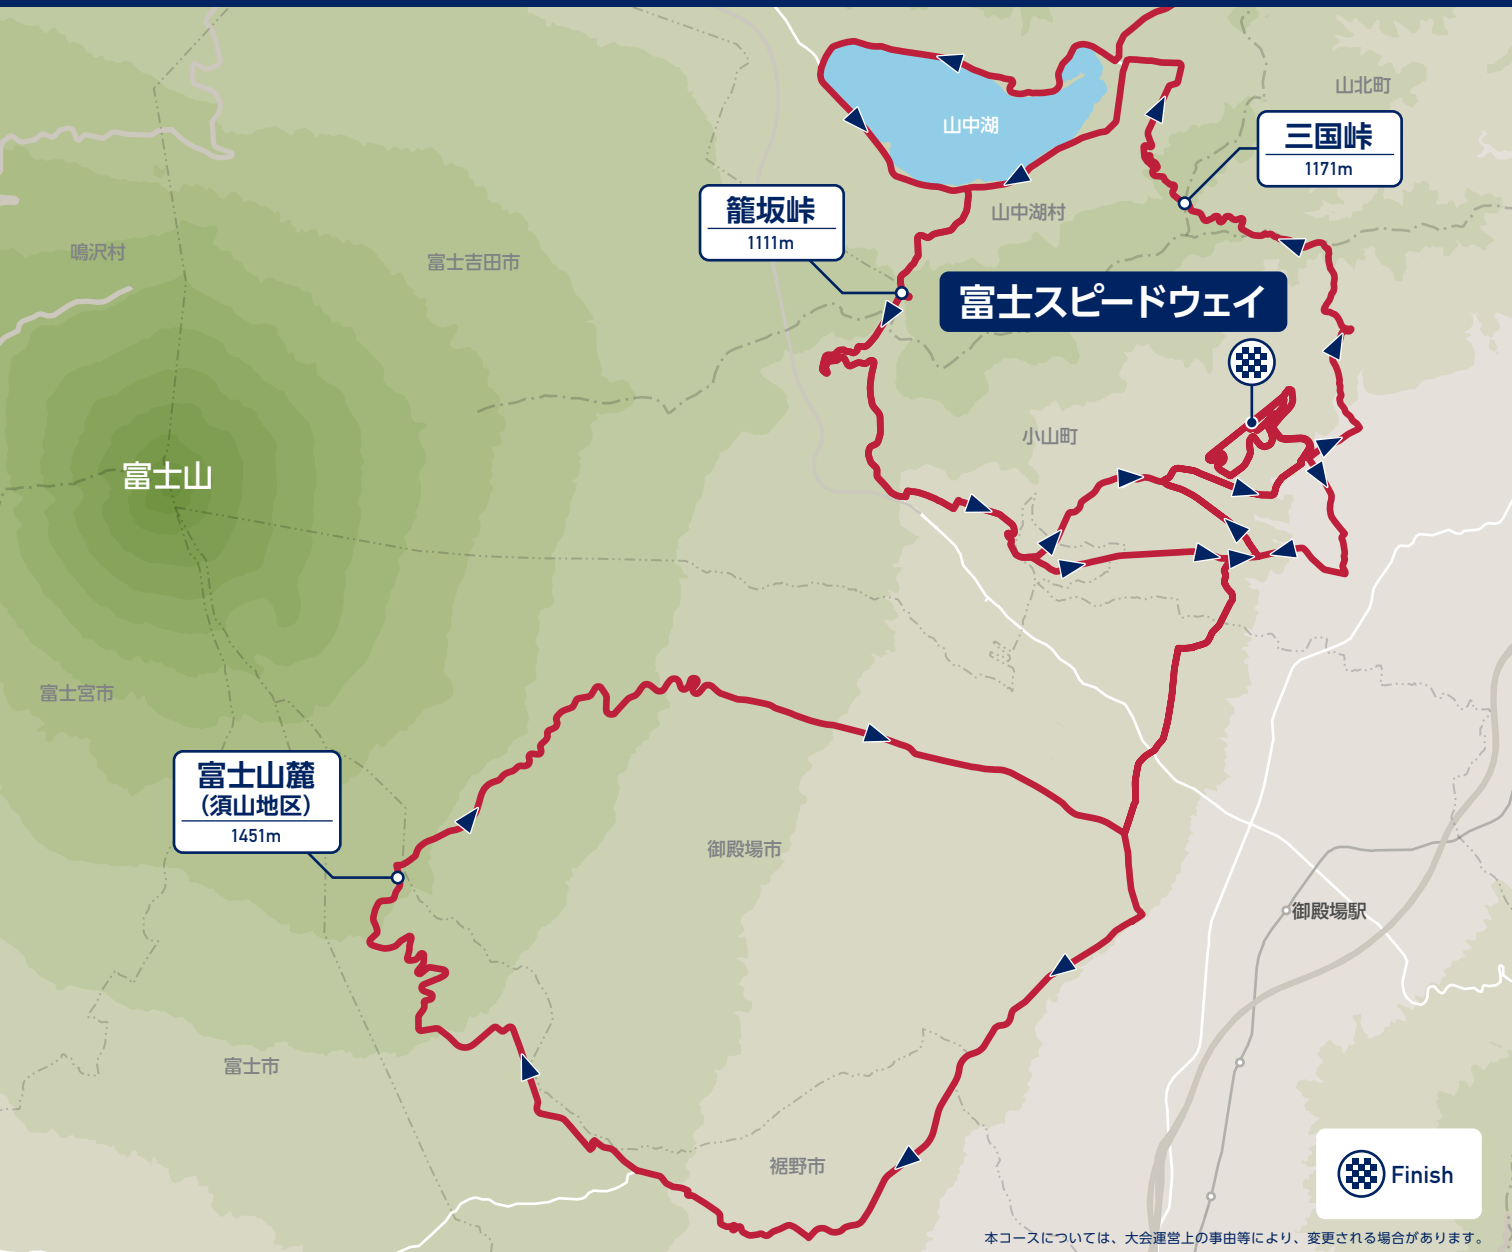 山北町
山中湖
三国峠
1171m
籠坂峠
1111m
山中湖村
鳴沢村
富士吉田市
富士スピードウェイ
小山町
富士山
富士宮市
富士山麓
（須山地区）
1451m
御殿場市
御殿場駅
富士市
裾野市
Finish
本コースについては、大会運営上の事由等により、変更される場合があります。